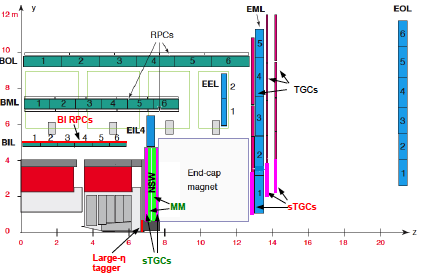 y
12 m
EML
EOL
RPCs
10
BOL
1 2 3 4 5 6
EEL
2
1
TGCs
8
BML
1 2 3 4 5 6
BI RPCs
EIL4
6
BIL
1 2 3 4 5 6
5
4
3
2
1
6
5
4
3
2
1
4
NSW
End-cap
magnet
MM
sTGCs
2
0
0 2 4 6 8 10 12 14 16 18 20
z
Large-η
tagger
sTGCs